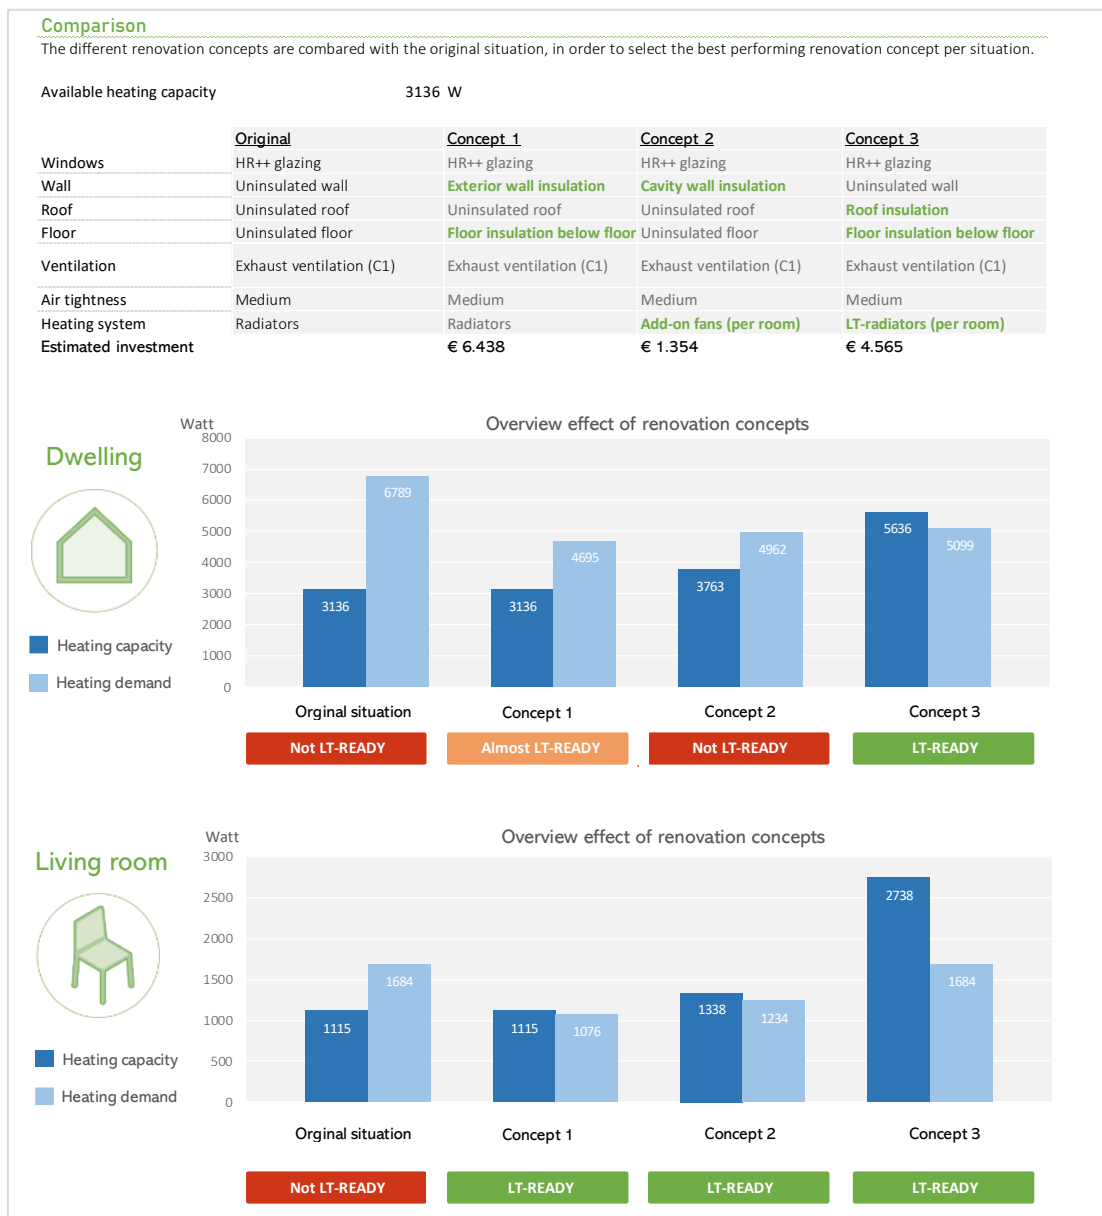 Comparison
The different renovation concepts are combared with the original situation, in order to select the best performing renovation concept per situation.
Available heating capacity 3136 W
Original Concept 1 Concept 2 Concept 3
Windows HR++ glazing HR++ glazing HR++ glazing HR++ glazing
Wall Uninsulated wall Exterior wall insulation Cavity wall insulation Uninsulated wall
Roof Uninsulated roof Uninsulated roof Uninsulated roof Roof insulation
Floor Uninsulated floor Floor insulation below floor Uninsulated floor Floor insulation below floor
Ventilation Exhaust ventilation (C1) Exhaust ventilation (C1) Exhaust ventilation (C1) Exhaust ventilation (C1)
Air tightness Medium Medium Medium Medium
Heating system Radiators Radiators Add-on fans (per room) LT-radiators (per room)
Estimated investment € 6.438 € 1.354 € 4.565
Watt Overview effect of renovation concepts
Dwelling
Heating capacity
Heating demand
8000
7000
6000
5000
4000
3000
2000
1000
0
3136 6789 3136 4695 3763 4962 5636 5099
Orginal situation Concept 1 Concept 2 Concept 3
Not LT-READY Almost LT-READY Not LT-READY LT-READY
Watt Overview effect of renovation concepts
Living room
Heating capacity
Heating demand
3000
2500
2000
1500
1000
500
0
1115 1684 1115 1076 1338 1234 2738 1684
Orginal situation Concept 1 Concept 2 Concept 3
Not LT-READY LT-READY LT-READY LT-READY